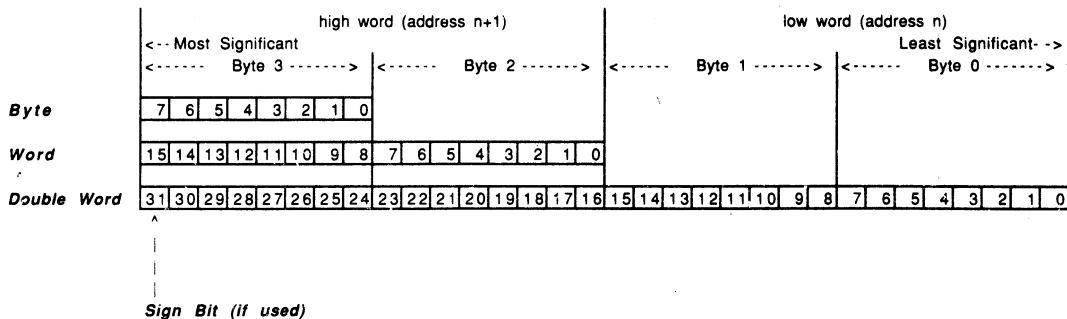 high word (address n+1) low word (address n)
<-- Most Significant Least Significant-->
<------ Byte 3 -------> <------ Byte 2 -------> <------ Byte 1 -------> <------ Byte 0 ------->
Byte 7 6 5 4 3 2 1 0
Word 15 14 13 12 11 10 9 8 7 6 5 4 3 2 1 0
Double Word 31 30 29 28 27 26 25 24 23 22 21 20 19 18 17 16 15 14 13 12 11 10 9 8 7 6 5 4 3 2 1 0
Sign Bit (if used)